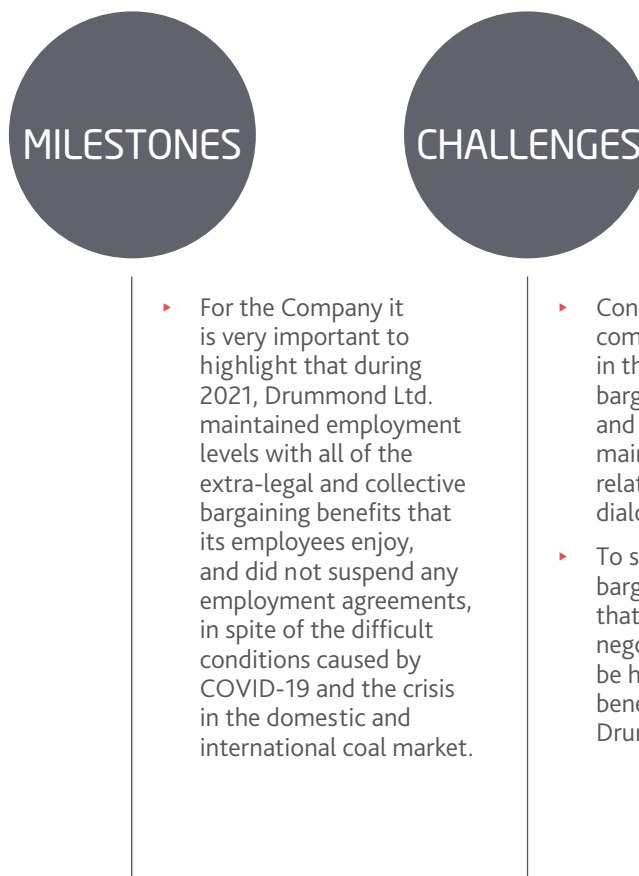 MILESTONES
CHALLENGES
▸ For the Company it
is very important to
highlight that during
2021, Drummond Ltd.
maintained employment
levels with all of the
extra-legal and collective
bargaining benefits that
its employees enjoy,
and did not suspend any
employment agreements,
in spite of the difficult
conditions caused by
COVID-19 and the crisis
in the domestic and
international coal market.
▸ Con
com
in th
barg
and
main
relat
dialo
▸ To s
barg
that
nego
be h
bene
Drum